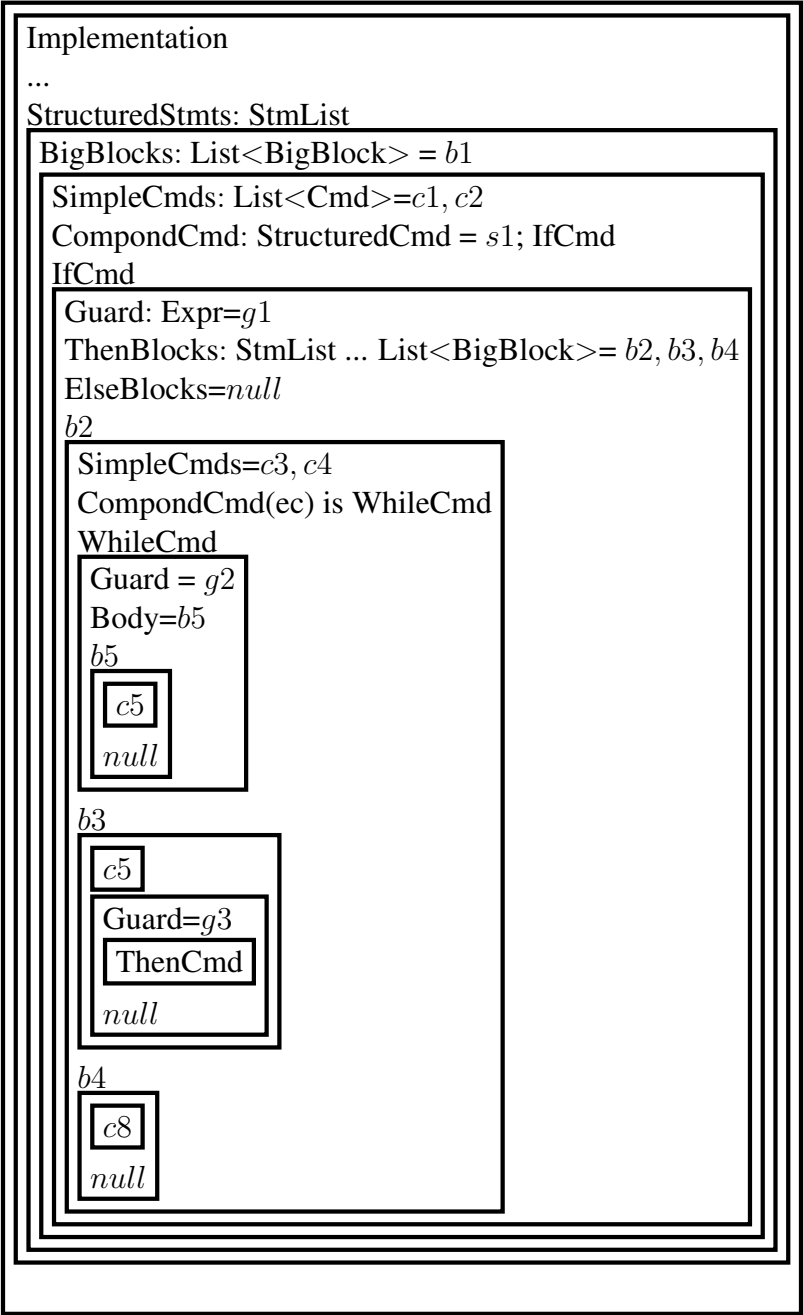 Implementation
...
StructuredStmts: StmList
BigBlocks: List<BigBlock> = b1
SimpleCmds: List<Cmd>=c1, c2
CompondCmd: StructuredCmd = s1; IfCmd
IfCmd
Guard: Expr=g1
ThenBlocks: StmList ... List<BigBlock>= b2, b3, b4
ElseBlocks=null
b2
SimpleCmds=c3, c4
CompondCmd(ec) is WhileCmd
WhileCmd
Guard = g2
Body=b5
b5
c5
null
b3
c5
Guard=g3
ThenCmd
null
b4
c8
null